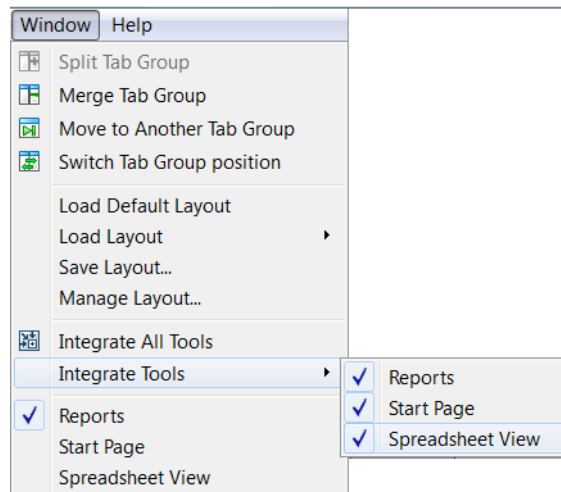 Window Help
Split Tab Group
Merge Tab Group
Move to Another Tab Group
Switch Tab Group position
Load Default Layout
Load Layout
Save Layout...
Manage Layout...
Integrate All Tools
Integrate Tools
Reports
Start Page
Spreadsheet View
Reports
Start Page
Spreadsheet View